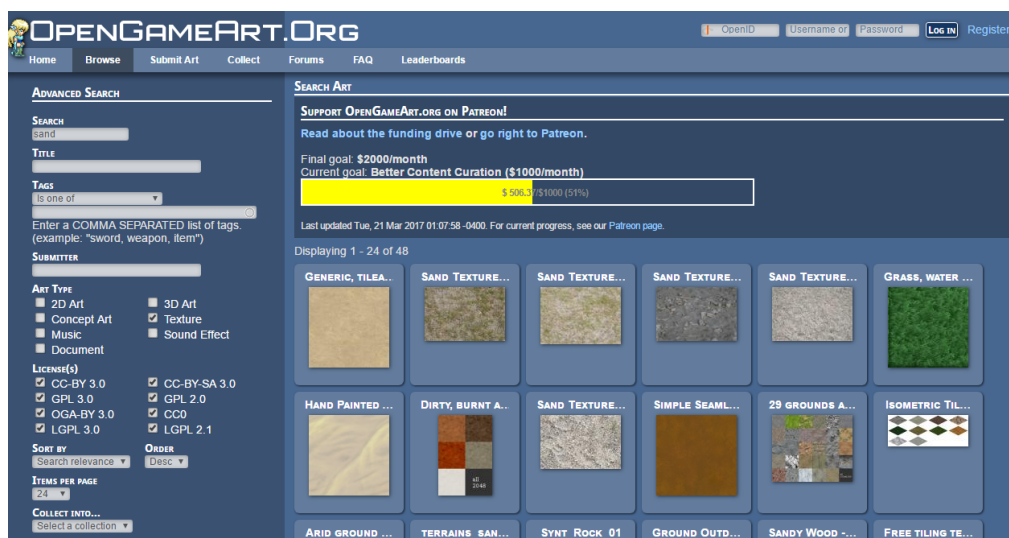 OpenGameArt.Org
OpenID Username or Password Log in Register
Home Browse Submit Art Collect Forums FAQ Leaderboards
Advanced Search
Search
sand
Title
Tags
Is one of
Enter a COMMA SEPARATED list of tags.
(example: "sword, weapon, item")
Submitter
Art Type
2D Art 3D Art
Concept Art Texture
Music Sound Effect
Document
License(s)
CC-BY 3.0 CC-BY-SA 3.0
GPL 3.0 GPL 2.0
OGA-BY 3.0 CC0
LGPL 3.0 LGPL 2.1
Sort by Order
Search relevance Desc
Items per page
24
Collect into...
Select a collection
Search Art
Support OpenGameArt.org on Patreon!
Read about the funding drive or go right to Patreon.
Final goal: $2000/month
Current goal: Better Content Curation ($1000/month)
$ 506.37/$1000 (51%)
Last updated Tue, 21 Mar 2017 01:07:58 -0400. For current progress, see our Patreon page.
Displaying 1 - 24 of 48
Generic, tilea... Sand Texture... Sand Texture... Sand Texture... Sand Texture... Grass, water ...
Hand Painted ... Dirty, burnt a... Sand Texture... Simple Seaml... 29 grounds a... Isometric Til...
all
2048
Arid ground ... terrains san... Synt Rock 01 Ground Outd... Sandy Wood -... Free tiling te...